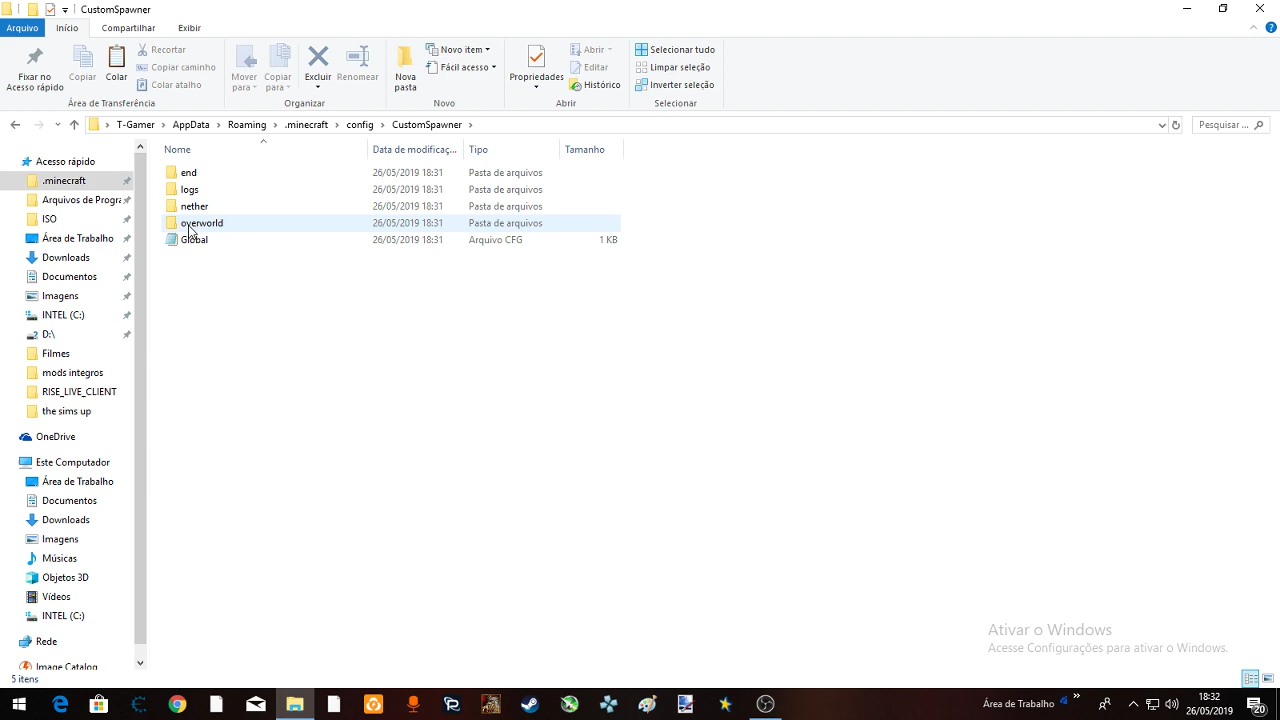 CustomSpawner
Arquivo Início Compartilhar Exibir
Fixar no Acesso rápido
Copiar
Colar
Recortar
Copiar caminho
Colar atalho
Mover para
Copiar para
Excluir
Renomear
Nova pasta
Novo item
Fácil acesso
Propriedades
Abrir
Editar
Histórico
Selecionar tudo
Limpar seleção
Inverter seleção
Área de Transferência Organizar Novo Abrir Selecionar
T-Gamer > AppData > Roaming > .minecraft > config > CustomSpawner >
Pesquisar ...
Nome Data de modificaç... Tipo Tamanho
end 26/05/2019 18:31 Pasta de arquivos
logs 26/05/2019 18:31 Pasta de arquivos
nether 26/05/2019 18:31 Pasta de arquivos
overworld 26/05/2019 18:31 Pasta de arquivos
Global 26/05/2019 18:31 Arquivo CFG 1 KB
Acesso rápido
.minecraft
Arquivos de Progra
ISO
Área de Trabalho
Downloads
Documentos
Imagens
INTEL (C:)
D:\
Filmes
mods integros
RISE_LIVE_CLIENT
the sims up
OneDrive
Este Computador
Área de Trabalho
Documentos
Downloads
Imagens
Músicas
Objetos 3D
Vídeos
INTEL (C:)
Rede
Image Catalog
Ativar o Windows
Acesse Configurações para ativar o Windows.
5 itens
Área de Trabalho
18:32
26/05/2019
20